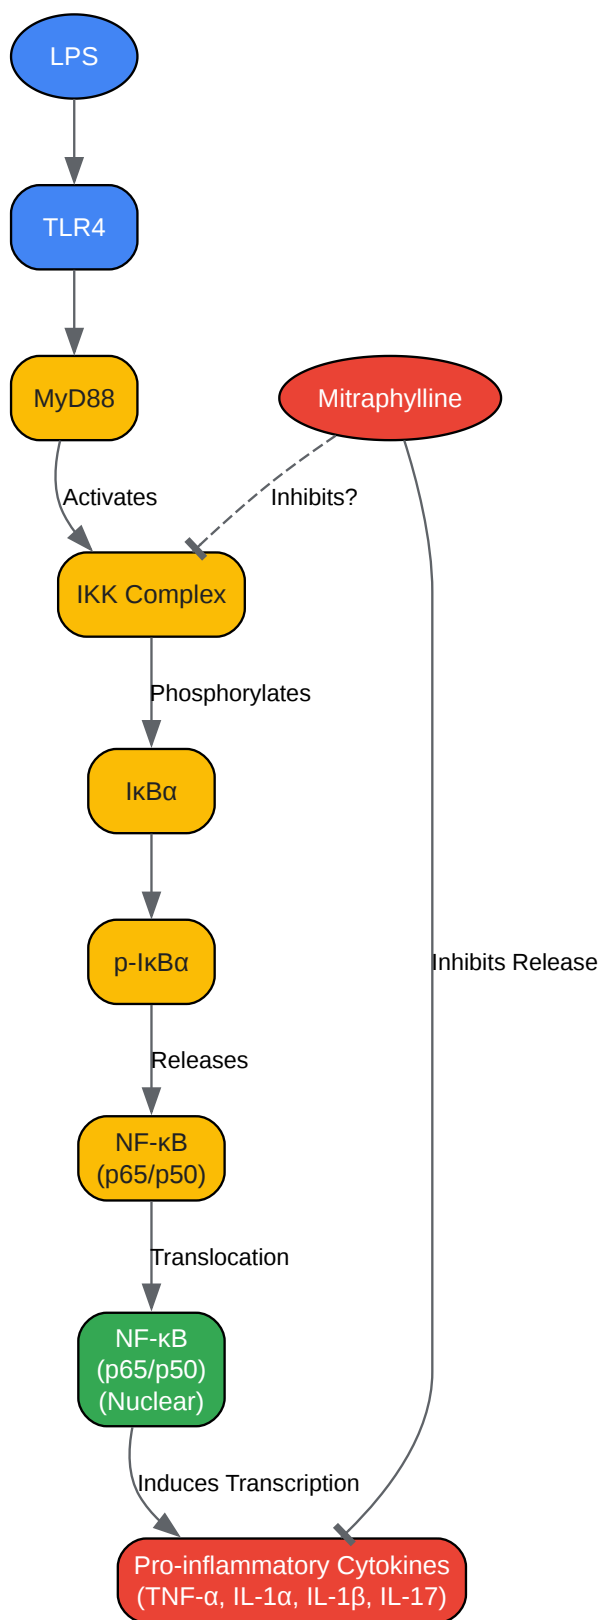 LPS
TLR4
MyD88
Mitraphylline
Activates
Inhibits?
IKK Complex
Phosphorylates
IκBα
p-IκBα
Inhibits Release
Releases
NF-κB
(p65/p50)
Translocation
NF-κB
(p65/p50)
(Nuclear)
Induces Transcription
Pro-inflammatory Cytokines
(TNF-α, IL-1α, IL-1β, IL-17)